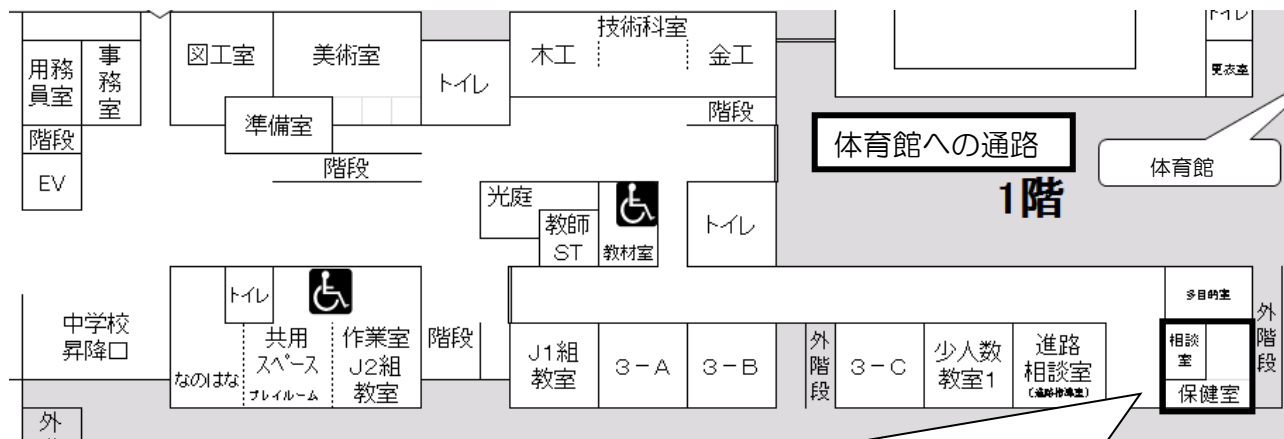 用務
員室
事
務
室
階段
EV
図工室
美術室
準備室
階段
トイレ
技術科室
木工
金工
階段
トイレ
更衣室
体育館への通路
体育館
1階
光庭
教師
ST
教材室
トイレ
中学校
昇降口
トイレ
なのはな
共用
スペース
プレイルーム
作業室
J2組
教室
階段
J1組
教室
3-A
3-B
外
階
段
3-C
少人数
教室1
進路
相談室
(進路指導室)
多目的室
相談
室
保健室
外
階
段
外